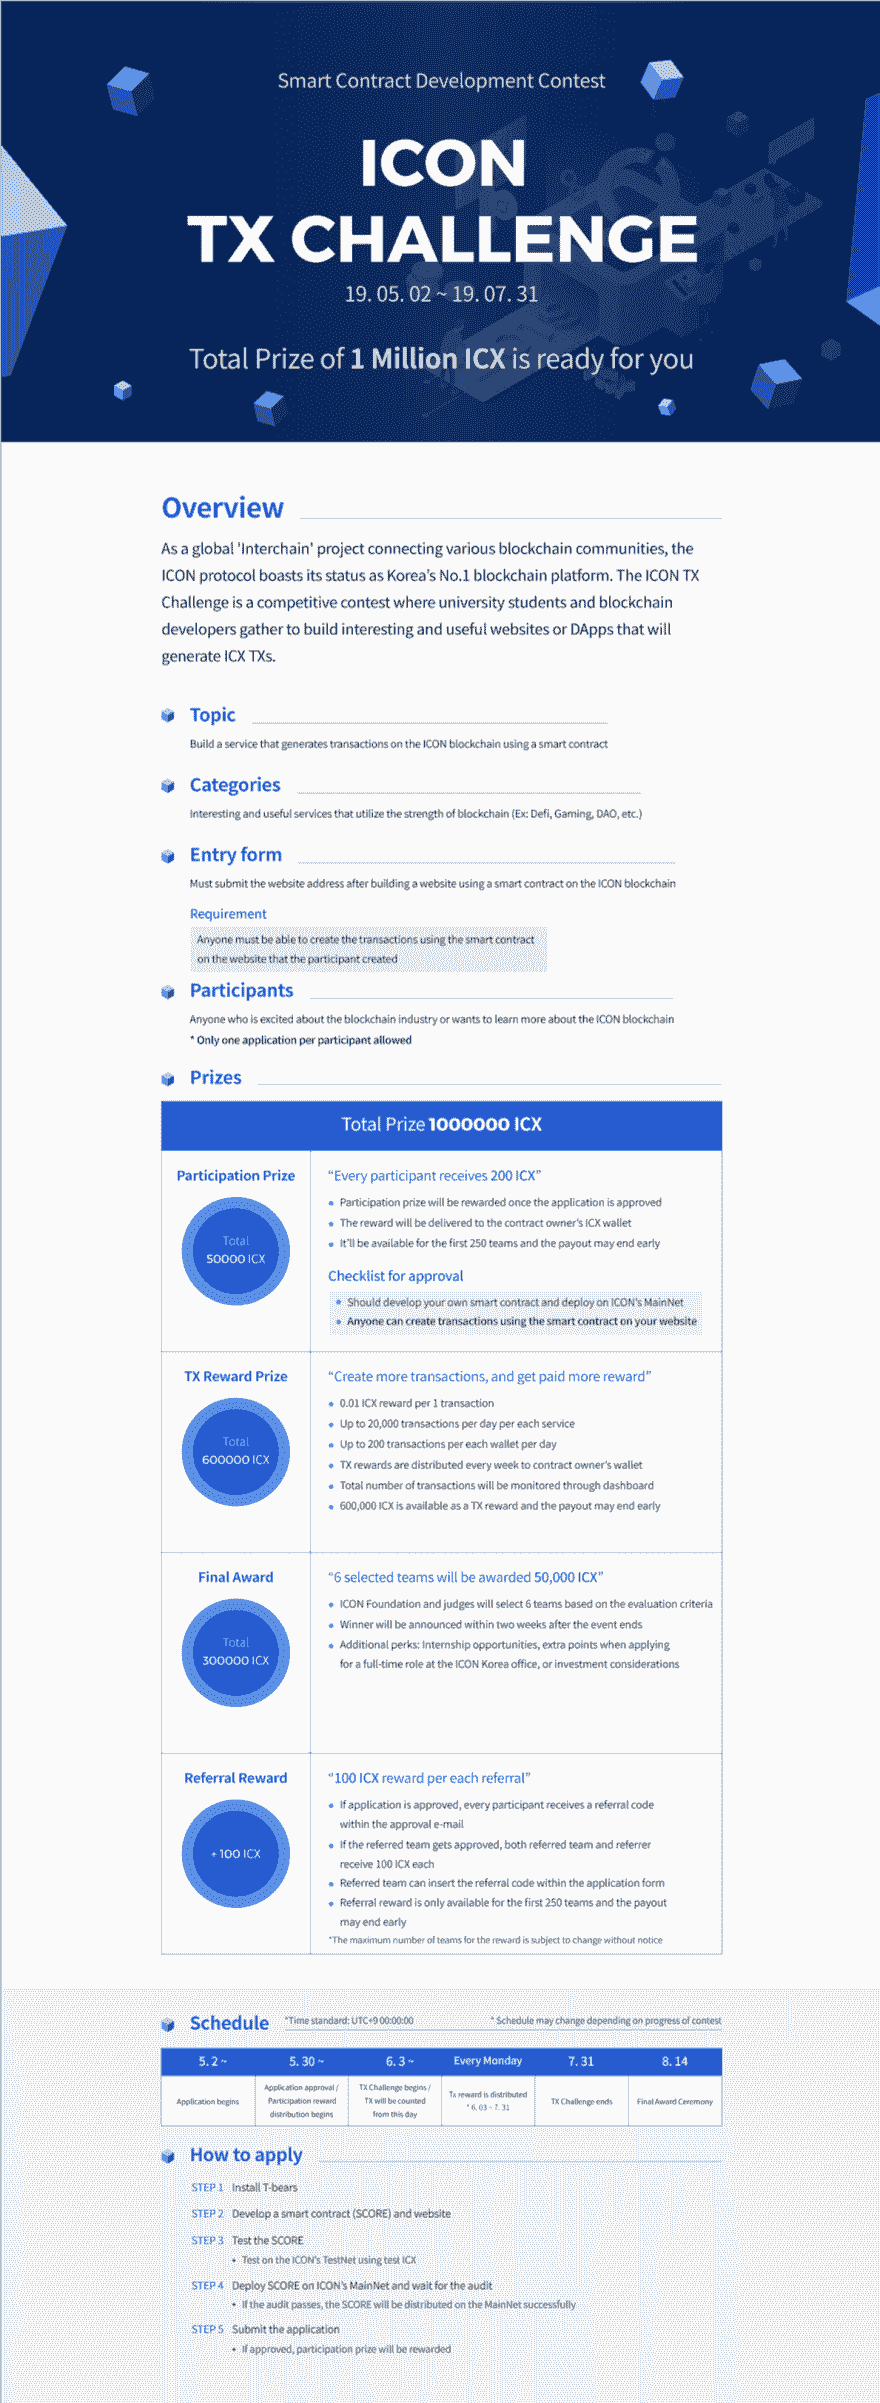 Smart Contract Development Contest
ICON
TX CHALLENGE
19. 05. 02 ~ 19. 07. 31
Total Prize of 1 Million ICX is ready for you
Overview
As a global 'Interchain' project connecting various blockchain communities, the
ICON protocol boasts its status as Korea's No.1 blockchain platform. The ICON TX
Challenge is a competitive contest where university students and blockchain
developers gather to build interesting and useful websites or DApps that will
generate ICX TXs.
Topic
Build a service that generates transactions on the ICON blockchain using a smart contract
Categories
Interesting and useful services that utilize the strength of blockchain (Ex: Defi, Gaming, DAO, etc.)
Entry form
Must submit the website address after building a website using a smart contract on the ICON blockchain
Requirement
Anyone must be able to create the transactions using the smart contract
on the website that the participant created
Participants
Anyone who is excited about the blockchain industry or wants to learn more about the ICON blockchain
* Only one application per participant allowed
Prizes
Total Prize 1000000 ICX
Participation Prize
Total
50000 ICX
“Every participant receives 200 ICX”
• Participation prize will be rewarded once the application is approved
• The reward will be delivered to the contract owner's ICX wallet
• It'll be available for the first 250 teams and the payout may end early
Checklist for approval
• Should develop your own smart contract and deploy on ICON's MainNet
• Anyone can create transactions using the smart contract on your website
TX Reward Prize
Total
600000 ICX
“Create more transactions, and get paid more reward”
• 0.01 ICX reward per 1 transaction
• Up to 20,000 transactions per day per each service
• Up to 200 transactions per each wallet per day
• TX rewards are distributed every week to contract owner's wallet
• Total number of transactions will be monitored through dashboard
• 600,000 ICX is available as a TX reward and the payout may end early
Final Award
Total
300000 ICX
“6 selected teams will be awarded 50,000 ICX”
• ICON Foundation and judges will select 6 teams based on the evaluation criteria
• Winner will be announced within two weeks after the event ends
• Additional perks: Internship opportunities, extra points when applying
for a full-time role at the ICON Korea office, or investment considerations
Referral Reward
+ 100 ICX
“100 ICX reward per each referral”
• If application is approved, every participant receives a referral code
within the approval e-mail
• If the referred team gets approved, both referred team and referrer
receive 100 ICX each
• Referred team can insert the referral code within the application form
• Referral reward is only available for the first 250 teams and the payout
may end early
*The maximum number of teams for the reward is subject to change without notice
Schedule
*Time standard: UTC+9 00:00:00
* Schedule may change depending on progress of contest
5. 2 ~
5. 30 ~
6. 3 ~
Every Monday
7. 31
8. 14
Application begins
Application approval /
Participation reward
distribution begins
TX Challenge begins /
TX will be counted
from this day
Tx reward is distributed
* 6. 03 ~ 7. 31
TX Challenge ends
Final Award Ceremony
How to apply
STEP 1 Install T-bears
STEP 2 Develop a smart contract (SCORE) and website
STEP 3 Test the SCORE
• Test on the ICON's TestNet using test ICX
STEP 4 Deploy SCORE on ICON's MainNet and wait for the audit
• If the audit passes, the SCORE will be distributed on the MainNet successfully
STEP 5 Submit the application
• If approved, participation prize will be rewarded